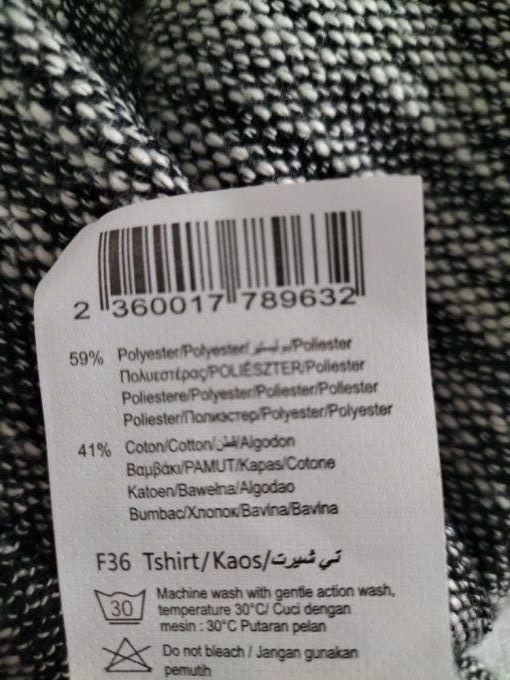 2 360017 789632
59% Polyester/Polyester/بوليستر/Poliester
Πολυεστέρας/POLIÉSZTER/Poliester
Poliestere/Polyester/Poliester/Poliester
Poliester/Полиэстер/Polyester/Polyester
41% Coton/Cotton/قطن/Algodon
Βαμβάκι/PAMUT/Kapas/Cotone
Katoen/Bawełna/Algodao
Bumbac/Хлопок/Bavlna/Bavlna
F36 Tshirt/Kaos/تي شيرت
30 Machine wash with gentle action wash,
temperature 30°C/ Cuci dengan
mesin : 30°C Putaran pelan
Do not bleach / Jangan gunakan
pemutih